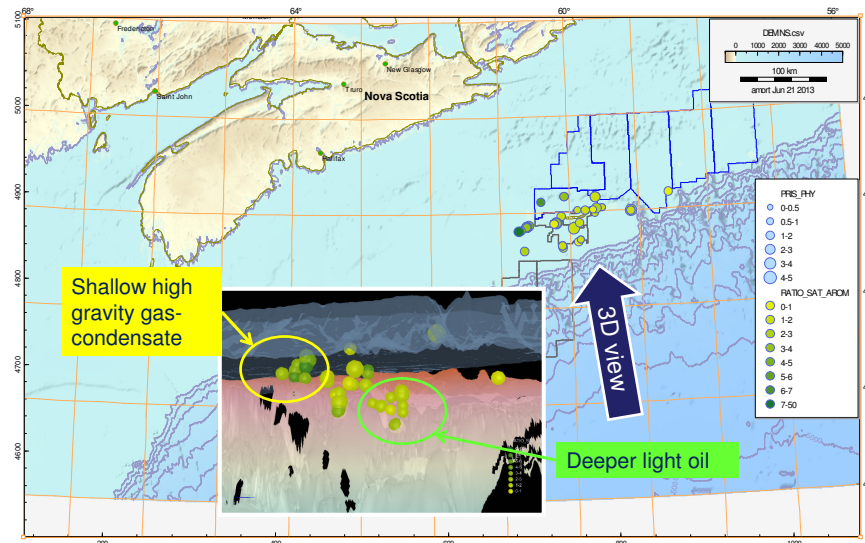 68°
64°
60°
56°
5100
5000
4900
4800
4700
4600
Fredericton
Saint John
New Glasgow
Truro
Nova Scotia
Halifax
DEMNS.csv
0 1000 2000 3000 4000 5000
100 km
amort Jun 21 2013
PRIS_PHY
0-0.5
0.5-1
1-2
2-3
3-4
4-5
RATIO_SAT_AROM
0-1
1-2
2-3
3-4
4-5
5-6
6-7
7-50
Shallow high
gravity gas-
condensate
3D view
Deeper light oil
400
800
1000